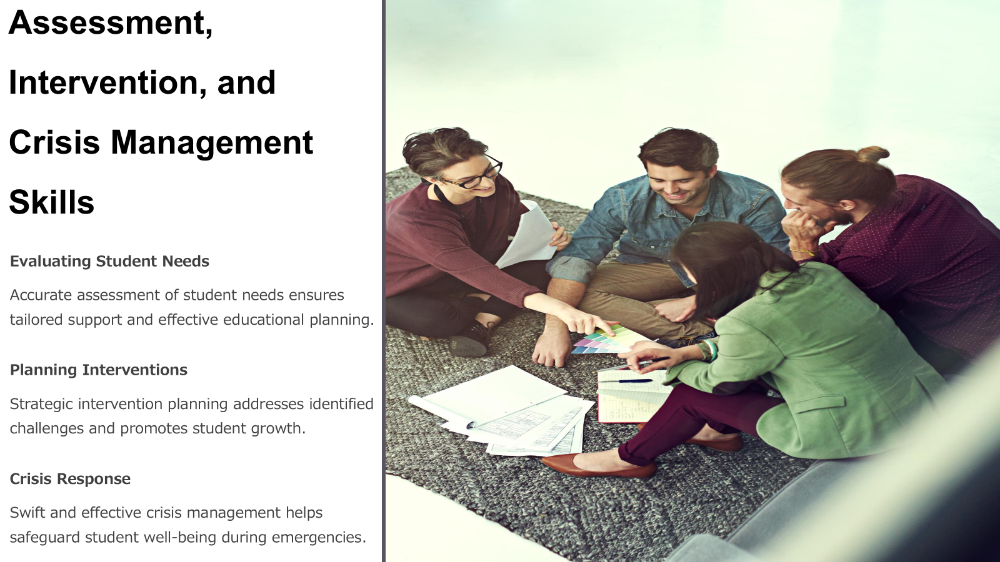 Assessment,
Intervention, and
Crisis Management
Skills
Evaluating Student Needs
Accurate assessment of student needs ensures
tailored support and effective educational planning.
Planning Interventions
Strategic intervention planning addresses identified
challenges and promotes student growth.
Crisis Response
Swift and effective crisis management helps
safeguard student well-being during emergencies.